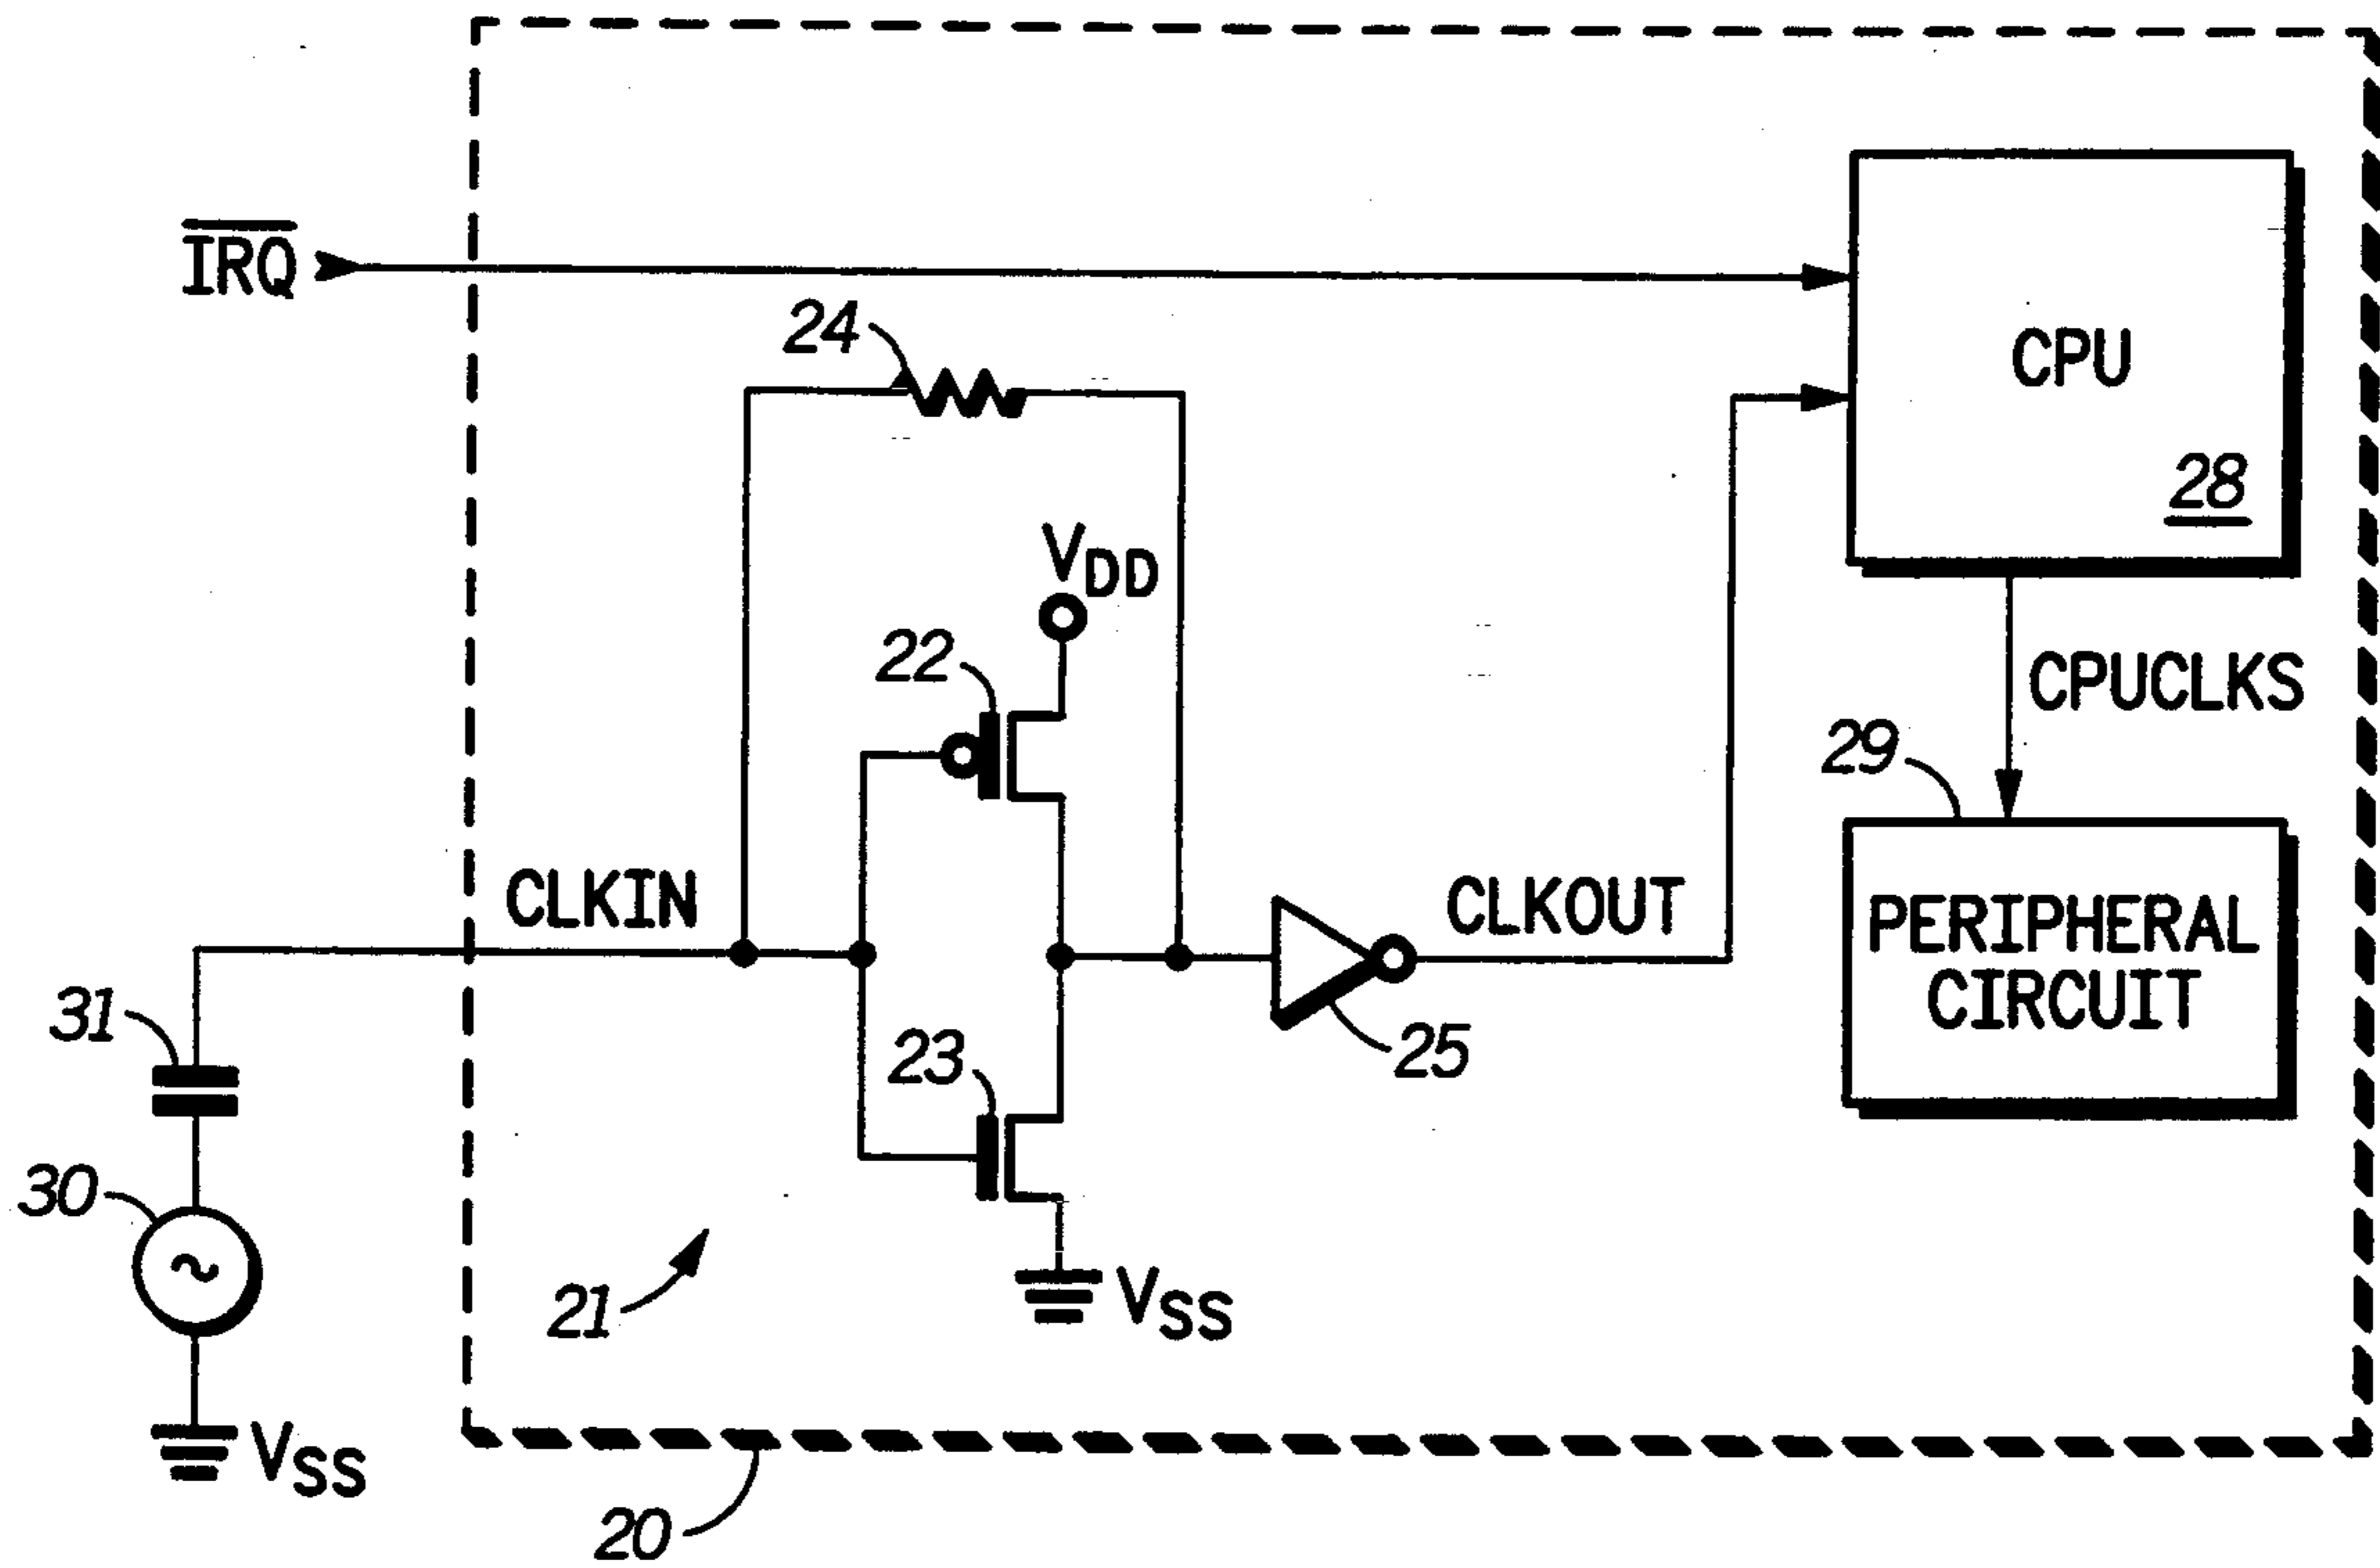 I̅R̅Q̅
24
CPU
28
VDD
22
CPUCLKS
29
CLKIN
CLKOUT
PERIPHERAL
CIRCUIT
31
23
25
30
21
VSS
VSS
20